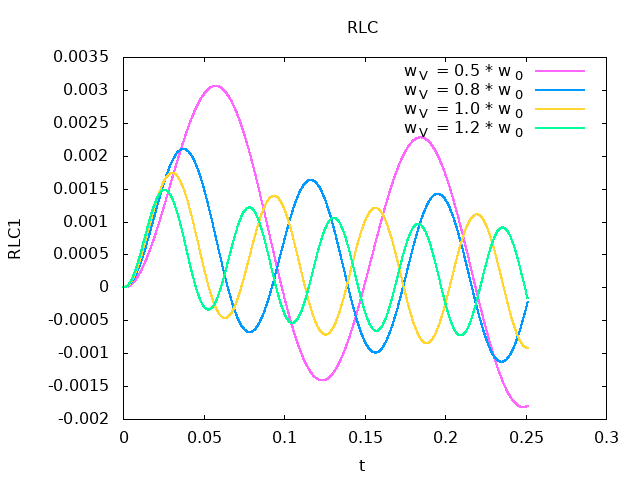 RLC
0.0035
0.003
0.0025
0.002
0.0015
0.001
0.0005
0
-0.0005
-0.001
-0.0015
-0.002
RLC1
w_V = 0.5 * w_0
w_V = 0.8 * w_0
w_V = 1.0 * w_0
w_V = 1.2 * w_0
0 0.05 0.1 0.15 0.2 0.25 0.3
t